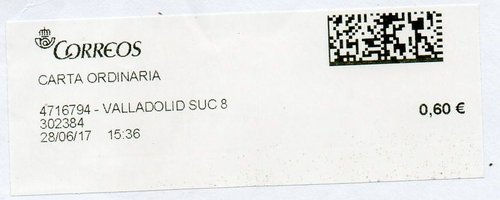 CORREOS
CARTA ORDINARIA
4716794 - VALLADOLID SUC 8
302384
28/06/17 15:36
0,60 €